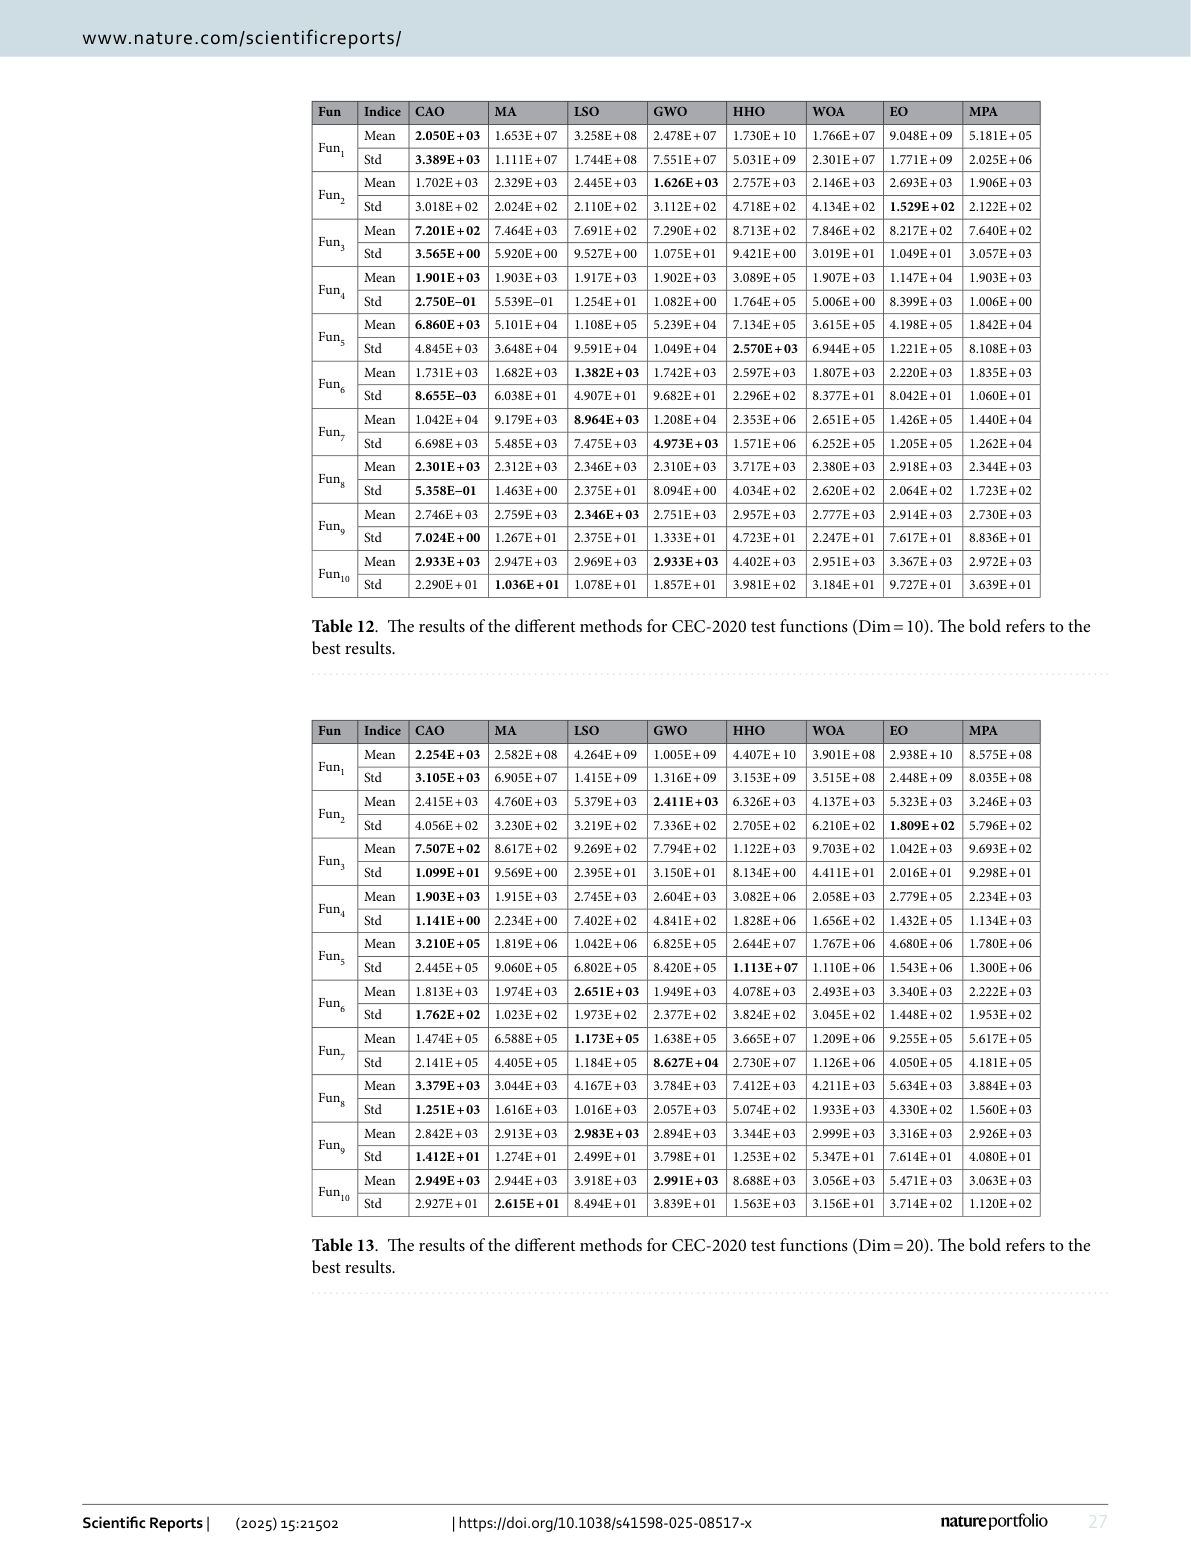 www.nature.com/scientificreports/
Fun Indice CAO MA LSO GWO HHO WOA EO MPA
Fun1 Mean 2.050E+03 1.653E+07 3.258E+08 2.478E+07 1.730E+10 1.766E+07 9.048E+09 5.181E+05
Std 3.389E+03 1.111E+07 1.744E+08 7.551E+07 5.031E+09 2.301E+07 1.771E+09 2.025E+06
Fun2 Mean 1.702E+03 2.329E+03 2.445E+03 1.626E+03 2.757E+03 2.146E+03 2.693E+03 1.906E+03
Std 3.018E+02 2.024E+02 2.110E+02 3.112E+02 4.718E+02 4.134E+02 1.529E+02 2.122E+02
Fun3 Mean 7.201E+02 7.464E+03 7.691E+02 7.290E+02 8.713E+02 7.846E+02 8.217E+02 7.640E+02
Std 3.565E+00 5.920E+00 9.527E+00 1.075E+01 9.421E+00 3.019E+01 1.049E+01 3.057E+03
Fun4 Mean 1.901E+03 1.903E+03 1.917E+03 1.902E+03 3.089E+05 1.907E+03 1.147E+04 1.903E+03
Std 2.750E−01 5.539E−01 1.254E+01 1.082E+00 1.764E+05 5.006E+00 8.399E+03 1.006E+00
Fun5 Mean 6.860E+03 5.101E+04 1.108E+05 5.239E+04 7.134E+05 3.615E+05 4.198E+05 1.842E+04
Std 4.845E+03 3.648E+04 9.591E+04 1.049E+04 2.570E+03 6.944E+05 1.221E+05 8.108E+03
Fun6 Mean 1.731E+03 1.682E+03 1.382E+03 1.742E+03 2.597E+03 1.807E+03 2.220E+03 1.835E+03
Std 8.655E−03 6.038E+01 4.907E+01 9.682E+01 2.296E+02 8.377E+01 8.042E+01 1.060E+01
Fun7 Mean 1.042E+04 9.179E+03 8.964E+03 1.208E+04 2.353E+06 2.651E+05 1.426E+05 1.440E+04
Std 6.698E+03 5.485E+03 7.475E+03 4.973E+03 1.571E+06 6.252E+05 1.205E+05 1.262E+04
Fun8 Mean 2.301E+03 2.312E+03 2.346E+03 2.310E+03 3.717E+03 2.380E+03 2.918E+03 2.344E+03
Std 5.358E−01 1.463E+00 2.375E+01 8.094E+00 4.034E+02 2.620E+02 2.064E+02 1.723E+02
Fun9 Mean 2.746E+03 2.759E+03 2.346E+03 2.751E+03 2.957E+03 2.777E+03 2.914E+03 2.730E+03
Std 7.024E+00 1.267E+01 2.375E+01 1.333E+01 4.723E+01 2.247E+01 7.617E+01 8.836E+01
Fun10 Mean 2.933E+03 2.947E+03 2.969E+03 2.933E+03 4.402E+03 2.951E+03 3.367E+03 2.972E+03
Std 2.290E+01 1.036E+01 1.078E+01 1.857E+01 3.981E+02 3.184E+01 9.727E+01 3.639E+01
Table 12. The results of the different methods for CEC-2020 test functions (Dim = 10). The bold refers to the
best results.
Fun Indice CAO MA LSO GWO HHO WOA EO MPA
Fun1 Mean 2.254E+03 2.582E+08 4.264E+09 1.005E+09 4.407E+10 3.901E+08 2.938E+10 8.575E+08
Std 3.105E+03 6.905E+07 1.415E+09 1.316E+09 3.153E+09 3.515E+08 2.448E+09 8.035E+08
Fun2 Mean 2.415E+03 4.760E+03 5.379E+03 2.411E+03 6.326E+03 4.137E+03 5.323E+03 3.246E+03
Std 4.056E+02 3.230E+02 3.219E+02 7.336E+02 2.705E+02 6.210E+02 1.809E+02 5.796E+02
Fun3 Mean 7.507E+02 8.617E+02 9.269E+02 7.794E+02 1.122E+03 9.703E+02 1.042E+03 9.693E+02
Std 1.099E+01 9.569E+00 2.395E+01 3.150E+01 8.134E+00 4.411E+01 2.016E+01 9.298E+01
Fun4 Mean 1.903E+03 1.915E+03 2.745E+03 2.604E+03 3.082E+06 2.058E+03 2.779E+05 2.234E+03
Std 1.141E+00 2.234E+00 7.402E+02 4.841E+02 1.828E+06 1.656E+02 1.432E+05 1.134E+03
Fun5 Mean 3.210E+05 1.819E+06 1.042E+06 6.825E+05 2.644E+07 1.767E+06 4.680E+06 1.780E+06
Std 2.445E+05 9.060E+05 6.802E+05 8.420E+05 1.113E+07 1.110E+06 1.543E+06 1.300E+06
Fun6 Mean 1.813E+03 1.974E+03 2.651E+03 1.949E+03 4.078E+03 2.493E+03 3.340E+03 2.222E+03
Std 1.762E+02 1.023E+02 1.973E+02 2.377E+02 3.824E+02 3.045E+02 1.448E+02 1.953E+02
Fun7 Mean 1.474E+05 6.588E+05 1.173E+05 1.638E+05 3.665E+07 1.209E+06 9.255E+05 5.617E+05
Std 2.141E+05 4.405E+05 1.184E+05 8.627E+04 2.730E+07 1.126E+06 4.050E+05 4.181E+05
Fun8 Mean 3.379E+03 3.044E+03 4.167E+03 3.784E+03 7.412E+03 4.211E+03 5.634E+03 3.884E+03
Std 1.251E+03 1.616E+03 1.016E+03 2.057E+03 5.074E+02 1.933E+03 4.330E+02 1.560E+03
Fun9 Mean 2.842E+03 2.913E+03 2.983E+03 2.894E+03 3.344E+03 2.999E+03 3.316E+03 2.926E+03
Std 1.412E+01 1.274E+01 2.499E+01 3.798E+01 1.253E+02 5.347E+01 7.614E+01 4.080E+01
Fun10 Mean 2.949E+03 2.944E+03 3.918E+03 2.991E+03 8.688E+03 3.056E+03 5.471E+03 3.063E+03
Std 2.927E+01 2.615E+01 8.494E+01 3.839E+01 1.563E+03 3.156E+01 3.714E+02 1.120E+02
Table 13. The results of the different methods for CEC-2020 test functions (Dim = 20). The bold refers to the
best results.
Scientific Reports | (2025) 15:21502 | https://doi.org/10.1038/s41598-025-08517-x natureportfolio 27